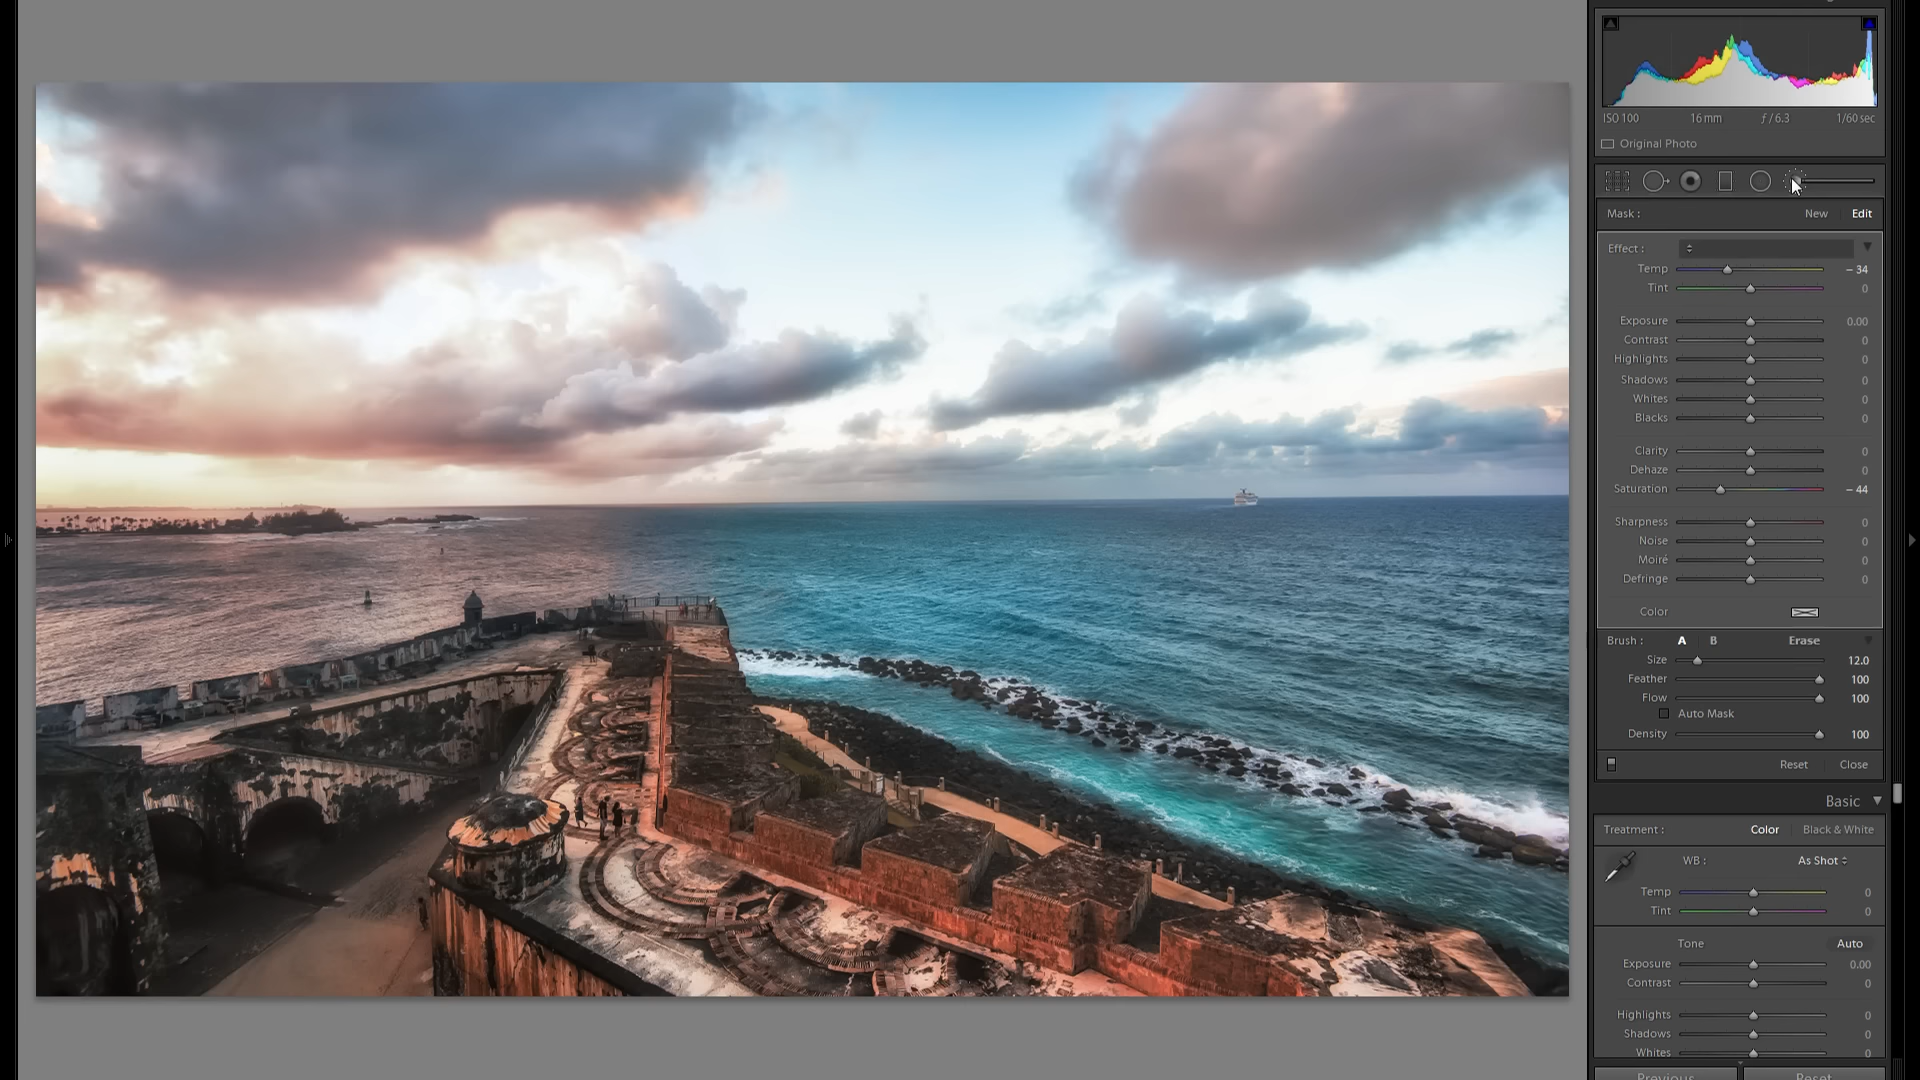 ISO 100 16 mm ƒ / 6.3 1/60 sec
Original Photo
Mask : New Edit
Effect :
Temp – 34
Tint 0
Exposure 0.00
Contrast 0
Highlights 0
Shadows 0
Whites 0
Blacks 0
Clarity 0
Dehaze 0
Saturation – 44
Sharpness 0
Noise 0
Moiré 0
Defringe 0
Color
Brush : A B Erase
Size 12.0
Feather 100
Flow 100
Auto Mask
Density 100
Reset Close
Basic
Treatment : Color Black & White
WB : As Shot
Temp 0
Tint 0
Tone Auto
Exposure 0.00
Contrast 0
Highlights 0
Shadows 0
Whites 0
Previous Reset